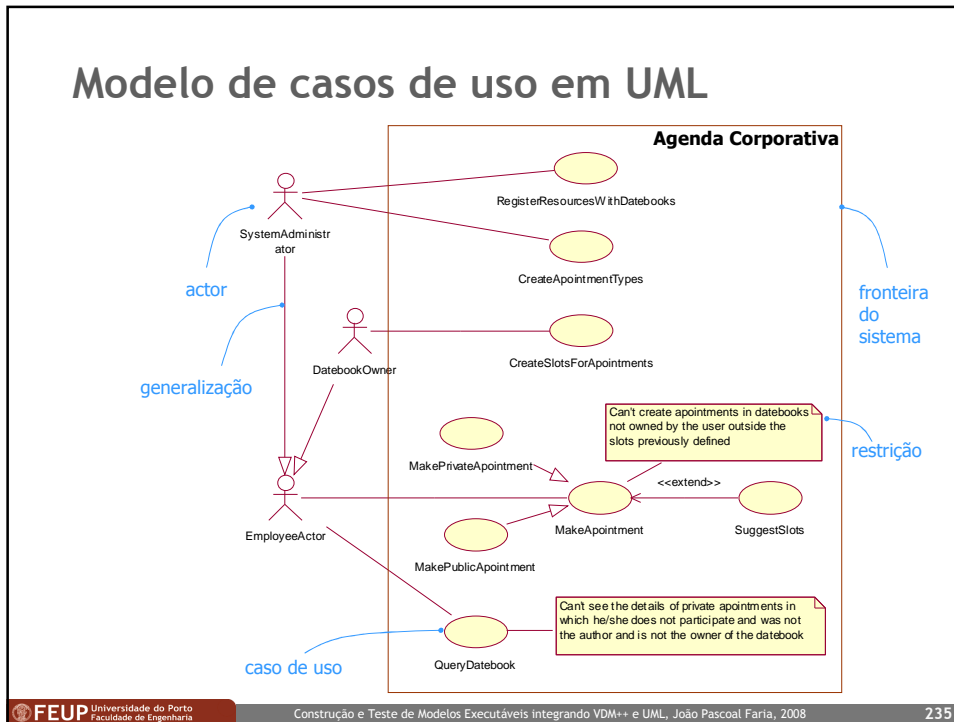 Modelo de casos de uso em UML
Agenda Corporativa
RegisterResourcesWithDatebooks
SystemAdministr
ator
CreateApointmentTypes
actor
fronteira
do
sistema
DatebookOwner
CreateSlotsForApointments
generalização
Can't create apointments in datebooks
not owned by the user outside the
slots previously defined
restrição
MakePrivateApointment
<<extend>>
EmployeeActor
MakeApointment
SuggestSlots
MakePublicApointment
Can't see the details of private apointments in
which he/she does not participate and was not
the author and is not the owner of the datebook
caso de uso
QueryDatebook
FEUP Universidade do Porto
Faculdade de Engenharia
Construção e Teste de Modelos Executáveis integrando VDM++ e UML, João Pascoal Faria, 2008
235